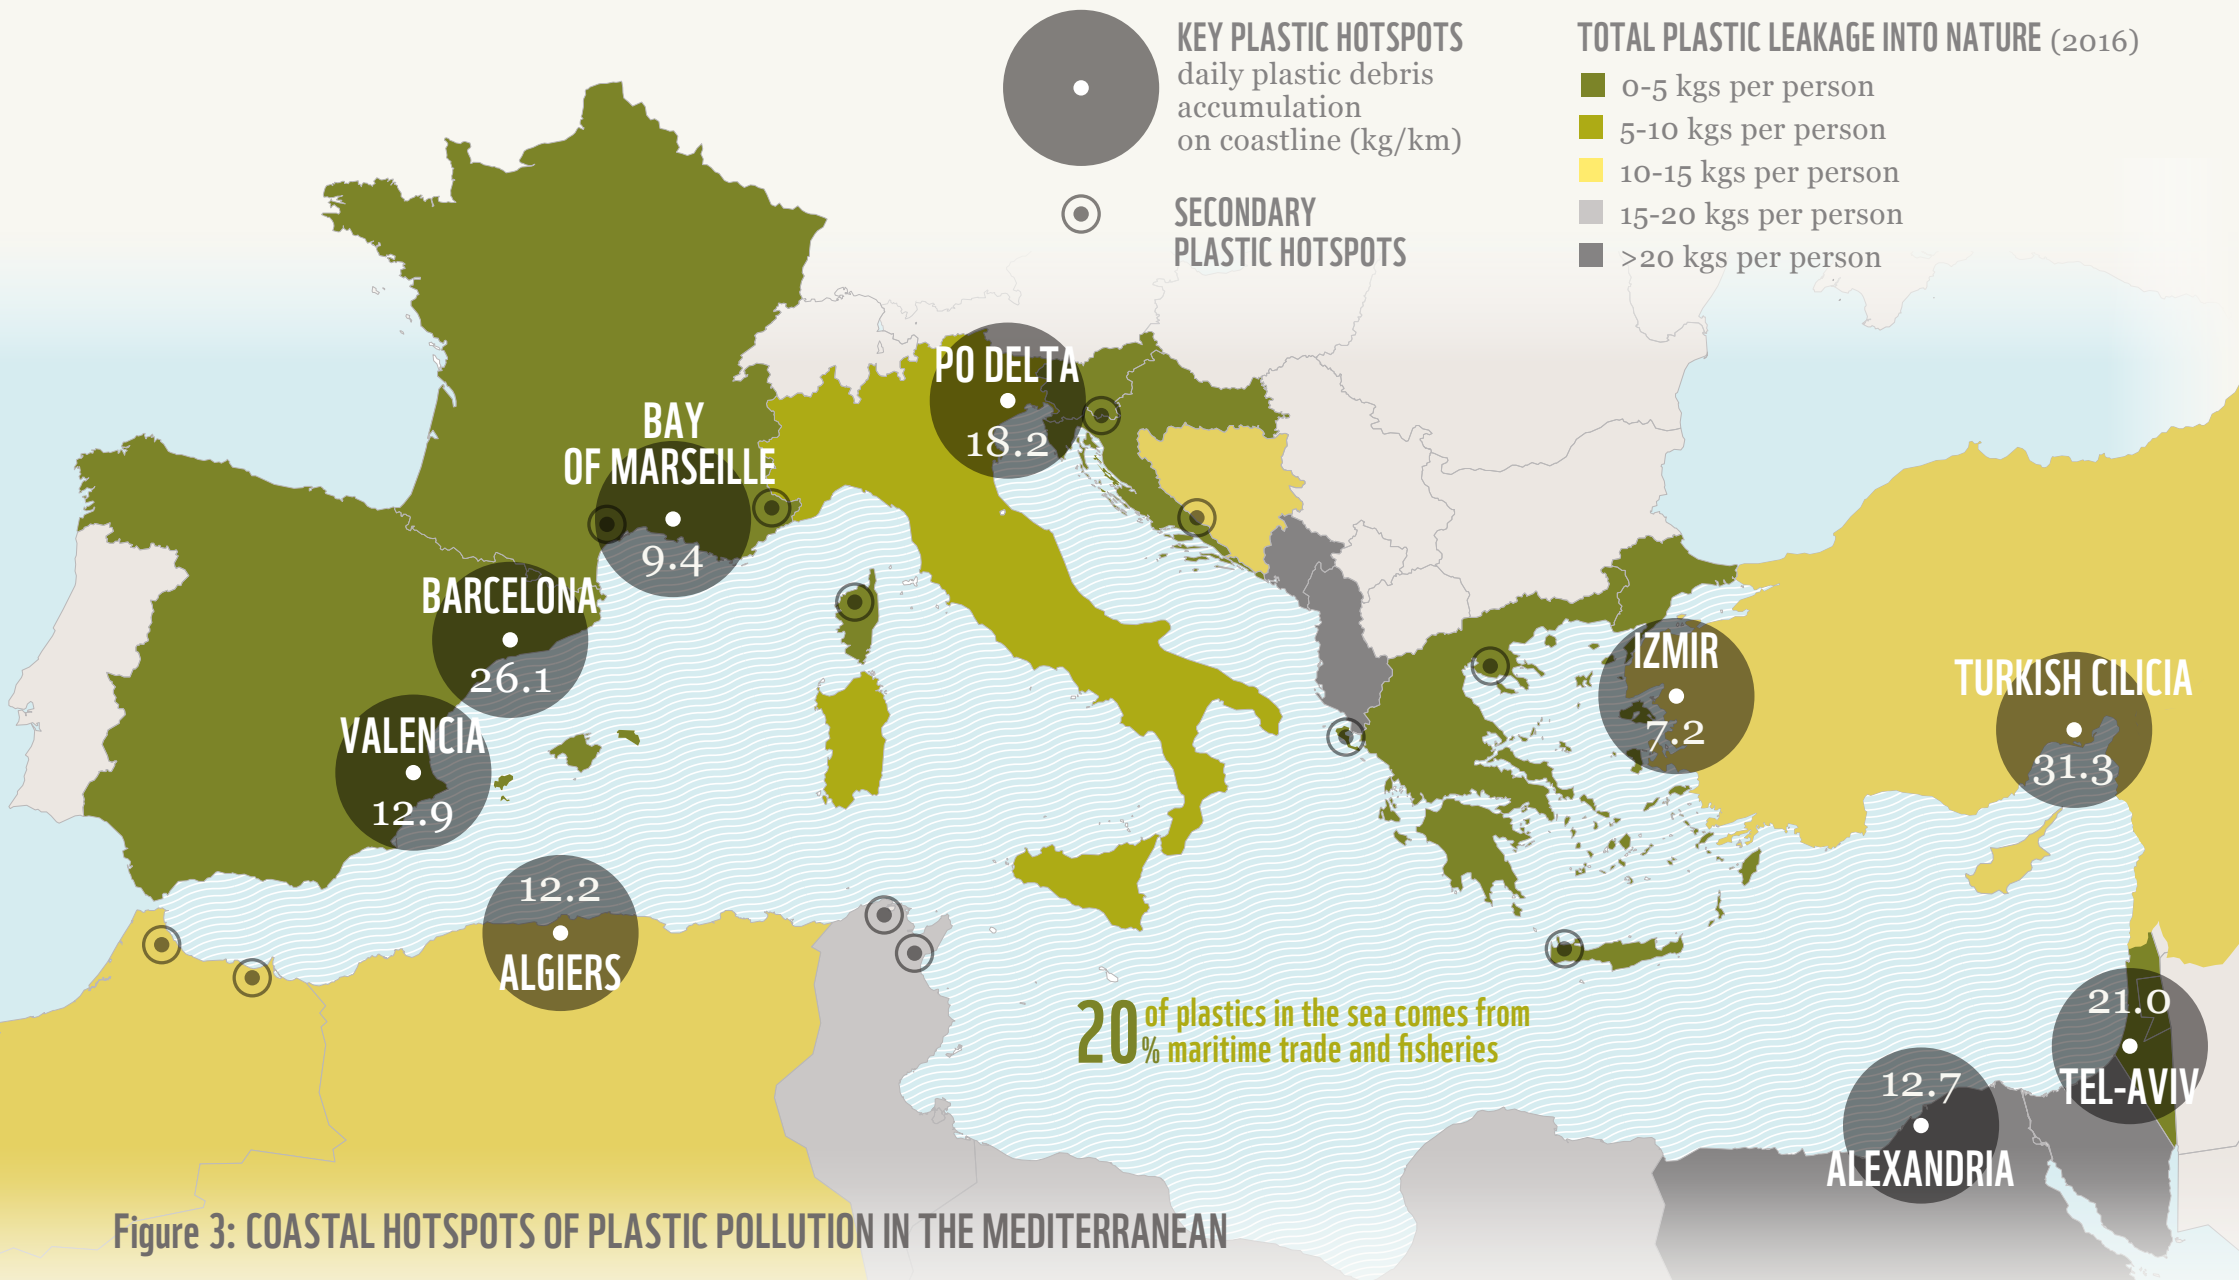 KEY PLASTIC HOTSPOTS
daily plastic debris
accumulation
on coastline (kg/km)
SECONDARY
PLASTIC HOTSPOTS
TOTAL PLASTIC LEAKAGE INTO NATURE (2016)
0-5 kgs per person
5-10 kgs per person
10-15 kgs per person
15-20 kgs per person
>20 kgs per person
PO DELTA
18.2
BAY
OF MARSEILLE
9.4
BARCELONA
26.1
VALENCIA
12.9
IZMIR
7.2
TURKISH CILICIA
31.3
12.2
ALGIERS
20% of plastics in the sea comes from
maritime trade and fisheries
21.0
TEL-AVIV
12.7
ALEXANDRIA
Figure 3: COASTAL HOTSPOTS OF PLASTIC POLLUTION IN THE MEDITERRANEAN